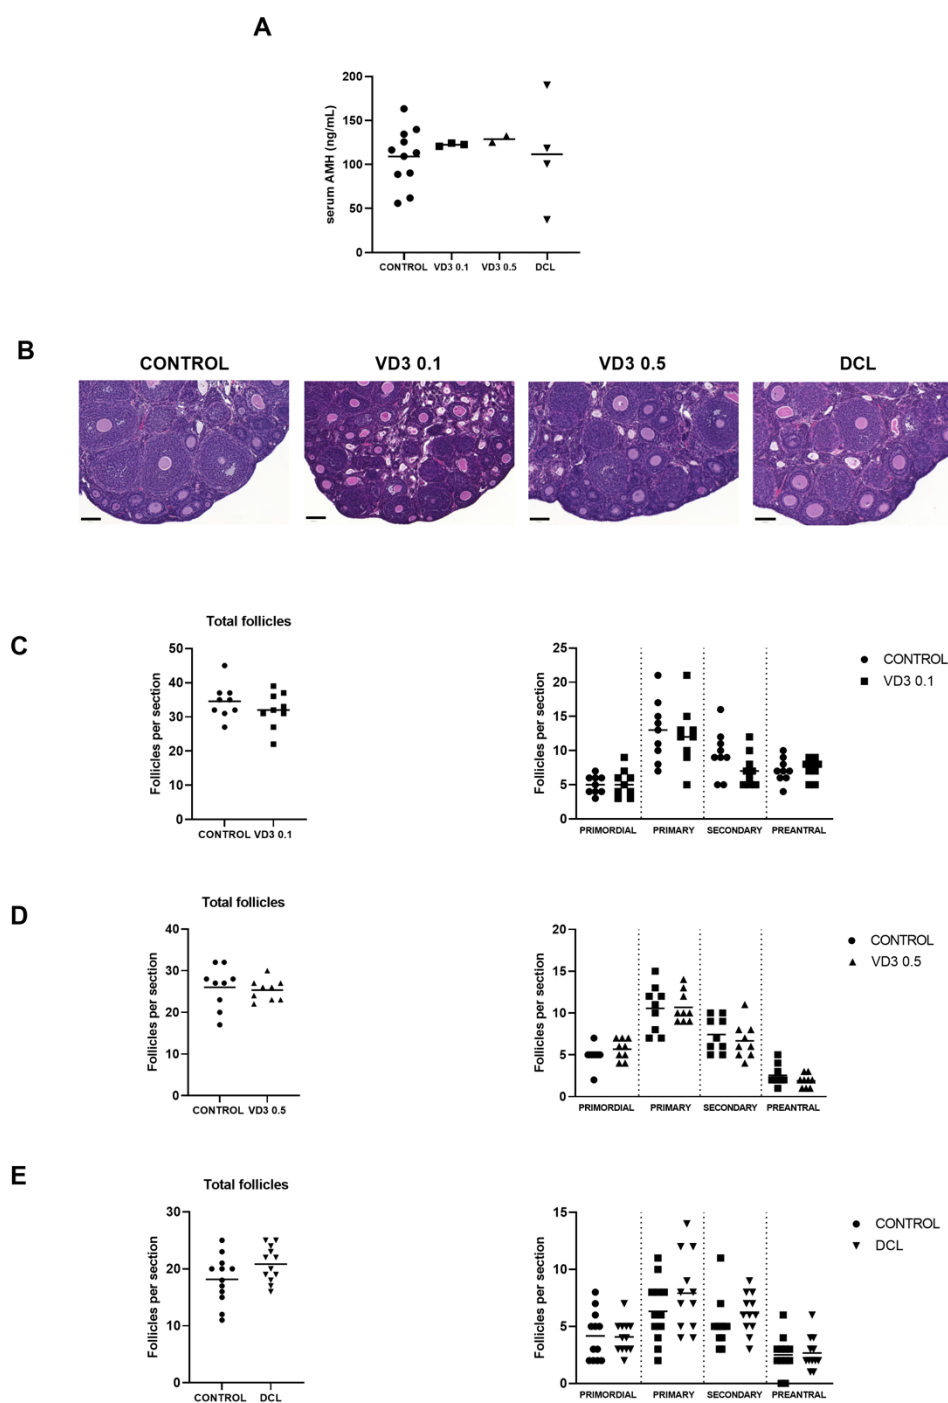 A
serum AMH (ng/mL)
200
150
100
50
0
CONTROL VD3 0.1 VD3 0.5 DCL
B
CONTROL VD3 0.1 VD3 0.5 DCL
C
Total follicles
Follicles per section
50
40
30
20
10
0
CONTROL VD3 0.1
Follicles per section
25
20
15
10
5
0
PRIMORDIAL PRIMARY SECONDARY PREANTRAL
CONTROL
VD3 0.1
D
Total follicles
Follicles per section
40
30
20
10
0
CONTROL VD3 0.5
Follicles per section
20
15
10
5
0
PRIMORDIAL PRIMARY SECONDARY PREANTRAL
CONTROL
VD3 0.5
E
Total follicles
Follicles per section
30
20
10
0
CONTROL DCL
Follicles per section
15
10
5
0
PRIMORDIAL PRIMARY SECONDARY PREANTRAL
CONTROL
DCL